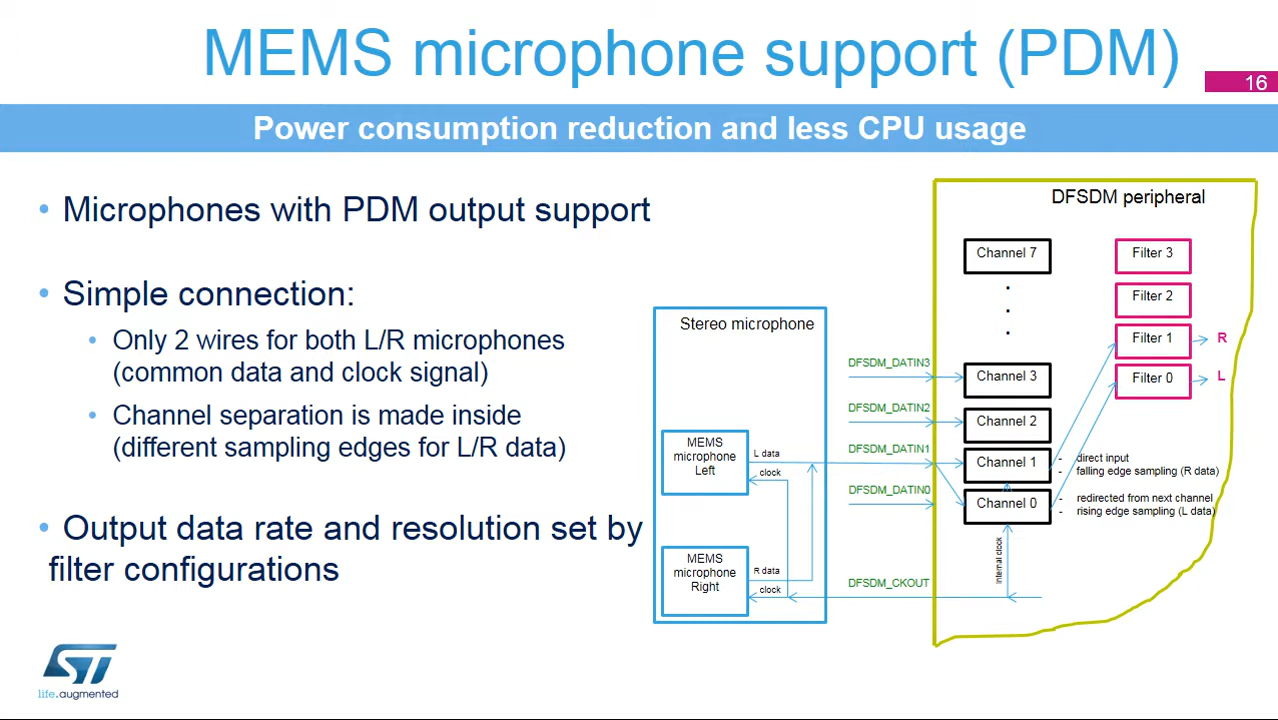 MEMS microphone support (PDM)
16
Power consumption reduction and less CPU usage
• Microphones with PDM output support
• Simple connection:
• Only 2 wires for both L/R microphones
(common data and clock signal)
• Channel separation is made inside
(different sampling edges for L/R data)
• Output data rate and resolution set by
filter configurations
Stereo microphone
MEMS
microphone
Left
L data
clock
MEMS
microphone
Right
R data
clock
DFSDM_DATIN3
DFSDM_DATIN2
DFSDM_DATIN1
DFSDM_DATIN0
DFSDM_CKOUT
DFSDM peripheral
Channel 7
Channel 3
Channel 2
Channel 1
Channel 0
Internal clock
Filter 3
Filter 2
Filter 1
R
Filter 0
L
- direct input
- falling edge sampling (R data)
- redirected from next channel
- rising edge sampling (L data)
ST
life.augmented